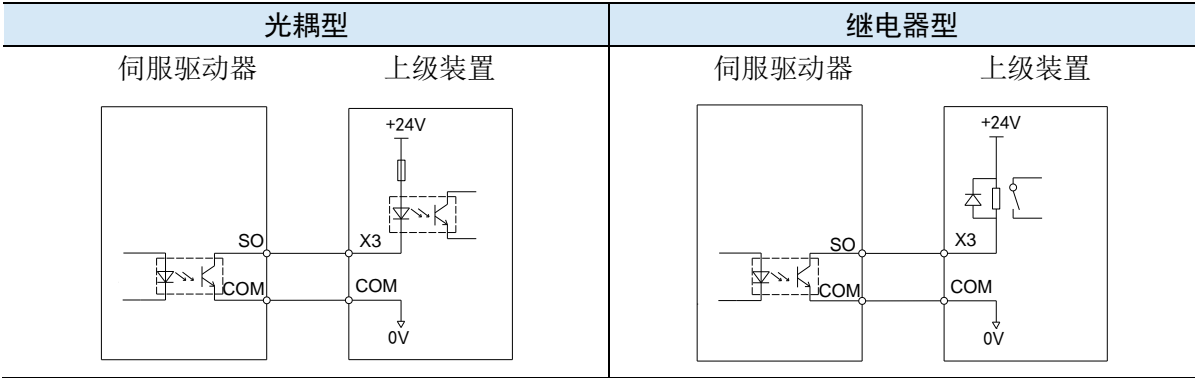 光耦型
继电器型
伺服驱动器 上级装置
伺服驱动器 上级装置
+24V
SO X3
COM COM
0V
+24V
SO X3
COM COM
0V